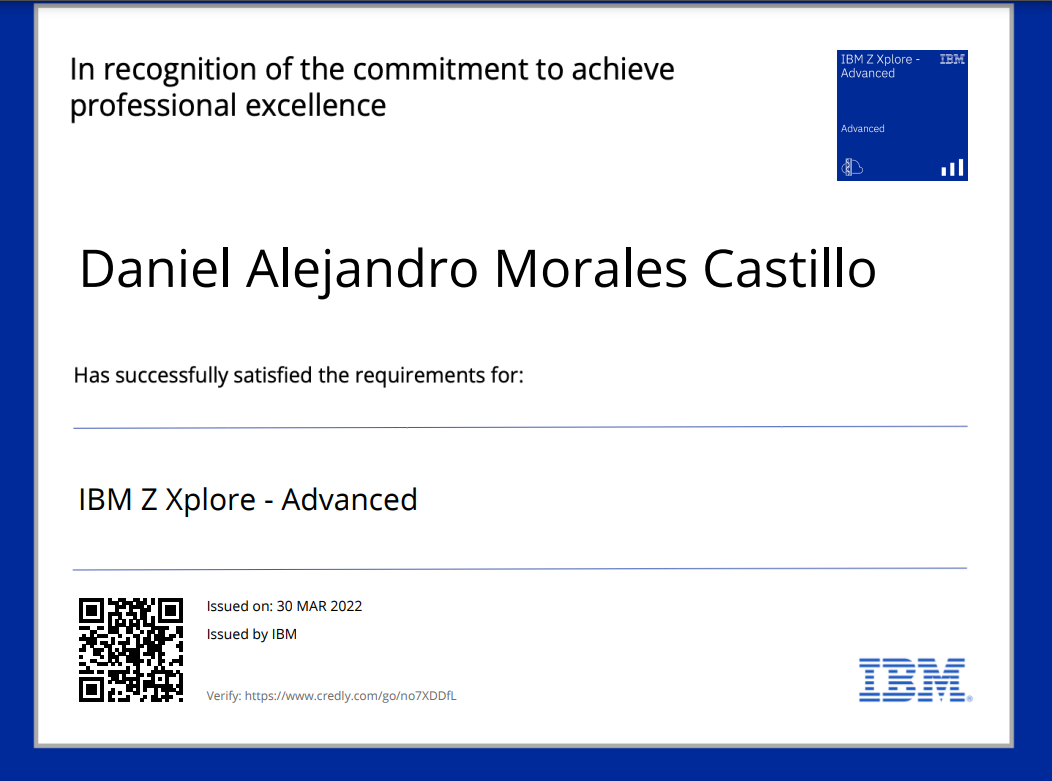 In recognition of the commitment to achieve
professional excellence
IBM Z Xplore -
Advanced
IBM
Advanced
Daniel Alejandro Morales Castillo
Has successfully satisfied the requirements for:
IBM Z Xplore - Advanced
Issued on: 30 MAR 2022
Issued by IBM
Verify: https://www.credly.com/go/no7XDDfL
IBM®